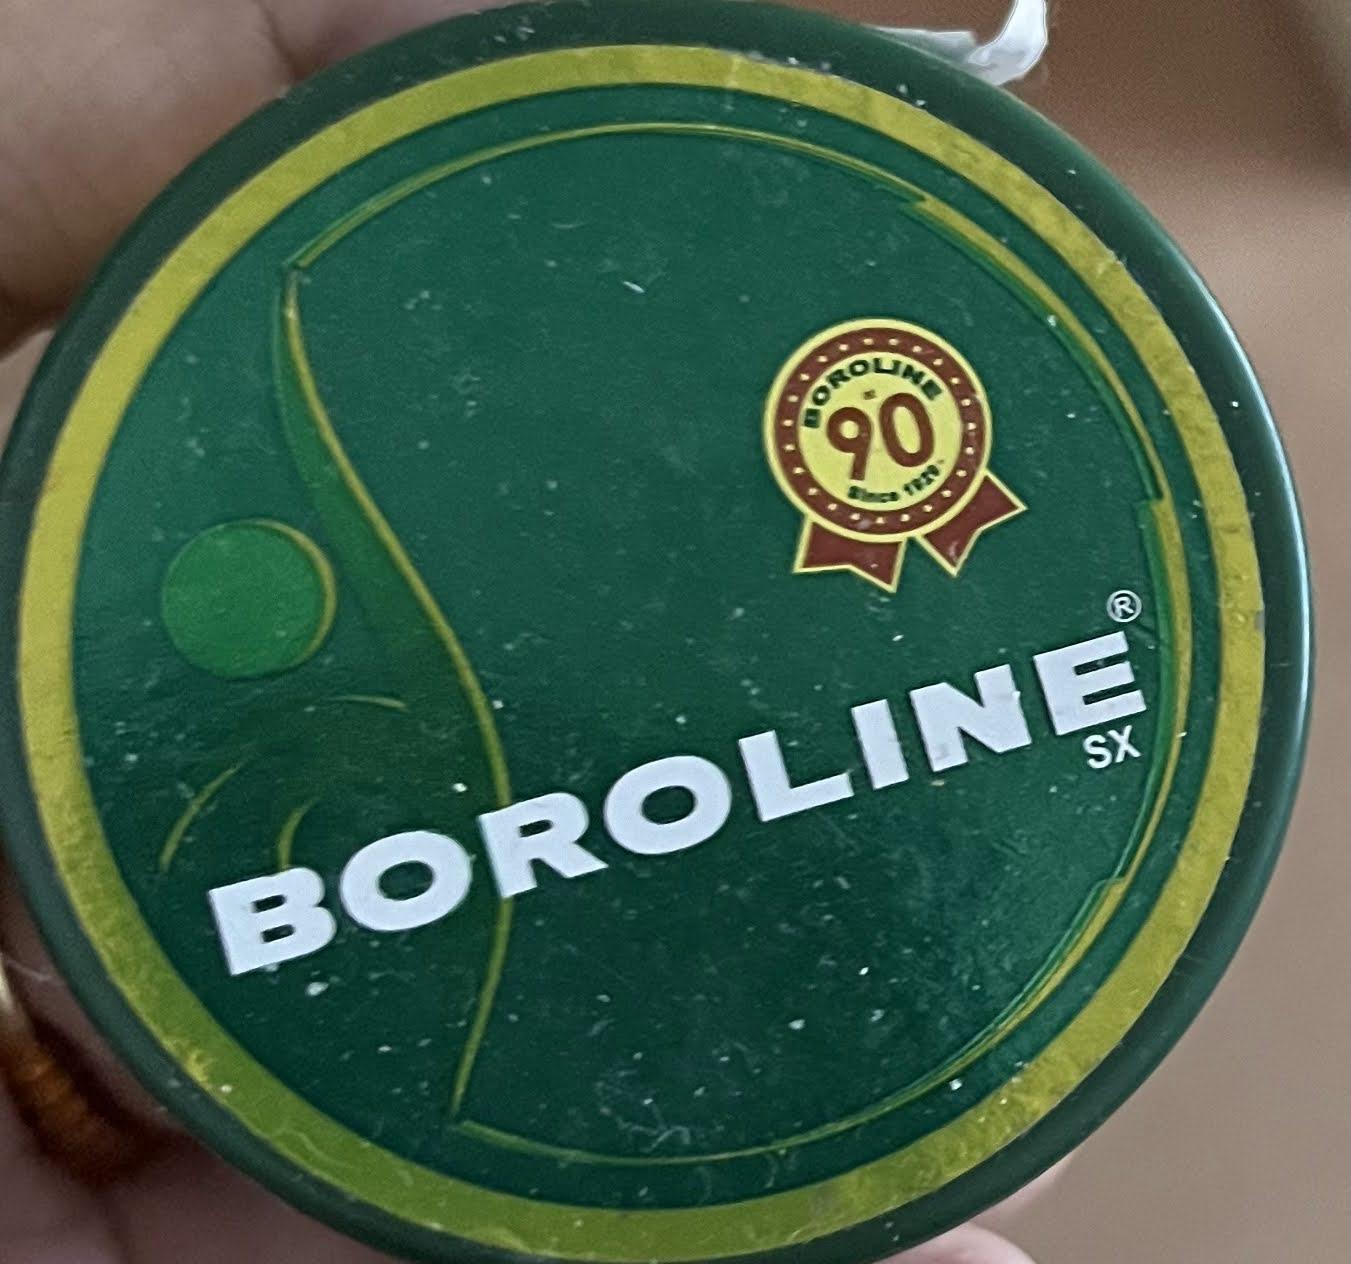 BOROLINE
90
Since 1929
BOROLINE®
SX